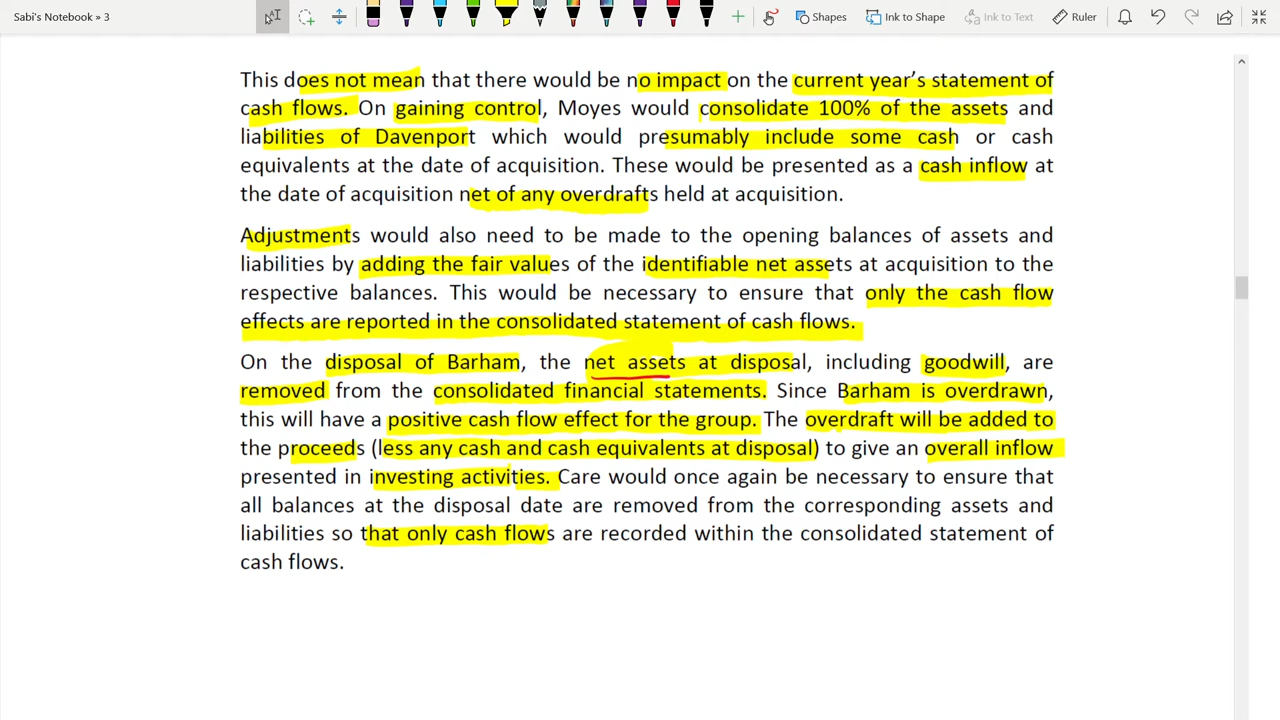 Sabi's Notebook » 3
Shapes
Ink to Shape
Ink to Text
Ruler
This does not mean that there would be no impact on the current year's statement of
cash flows. On gaining control, Moyes would consolidate 100% of the assets and
liabilities of Davenport which would presumably include some cash or cash
equivalents at the date of acquisition. These would be presented as a cash inflow at
the date of acquisition net of any overdrafts held at acquisition.
Adjustments would also need to be made to the opening balances of assets and
liabilities by adding the fair values of the identifiable net assets at acquisition to the
respective balances. This would be necessary to ensure that only the cash flow
effects are reported in the consolidated statement of cash flows.
On the disposal of Barham, the net assets at disposal, including goodwill, are
removed from the consolidated financial statements. Since Barham is overdrawn,
this will have a positive cash flow effect for the group. The overdraft will be added to
the proceeds (less any cash and cash equivalents at disposal) to give an overall inflow
presented in investing activities. Care would once again be necessary to ensure that
all balances at the disposal date are removed from the corresponding assets and
liabilities so that only cash flows are recorded within the consolidated statement of
cash flows.